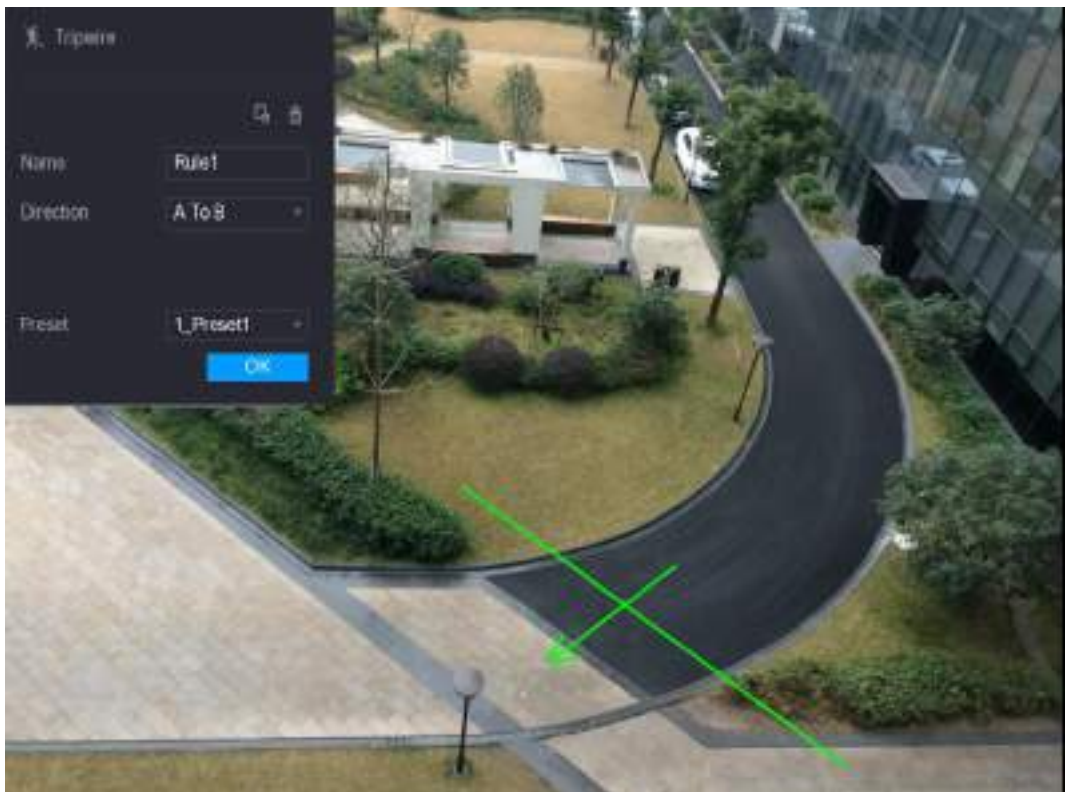 Tripwire
Name Rule1
Direction A To B
Preset 1_Preset1
OK